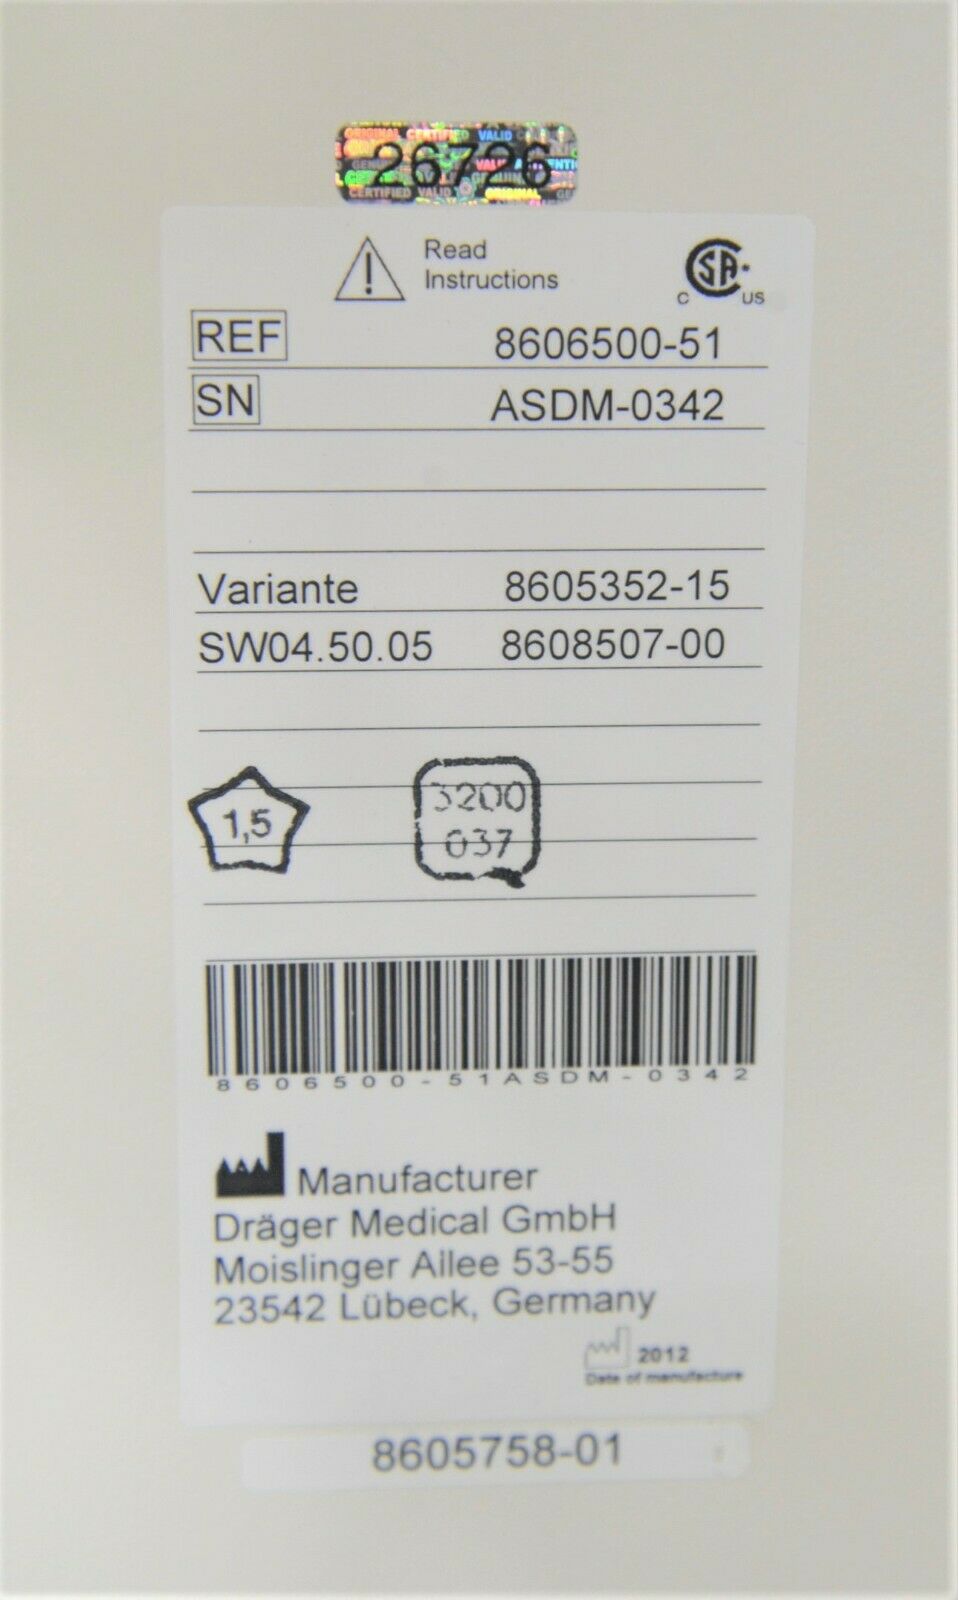 26726
Read
Instructions
C US
REF 8606500-51
SN ASDM-0342
Variante 8605352-15
SW04.50.05 8608507-00
1,5
3200
037
8606500-51ASDM-0342
Manufacturer
Dräger Medical GmbH
Moislinger Allee 53-55
23542 Lübeck, Germany
2012
Date of manufacture
8605758-01